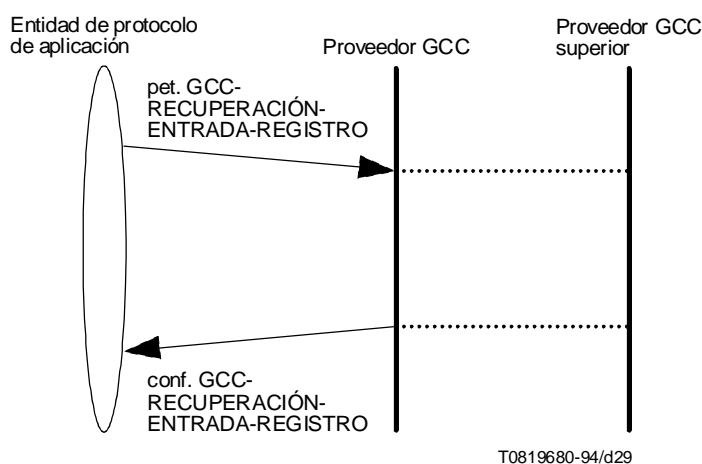 Entidad de protocolo
de aplicación
Proveedor GCC
Proveedor GCC
superior
pet. GCC-
RECUPERACIÓN-
ENTRADA-REGISTRO
conf. GCC-
RECUPERACIÓN-
ENTRADA-REGISTRO
T0819680-94/d29